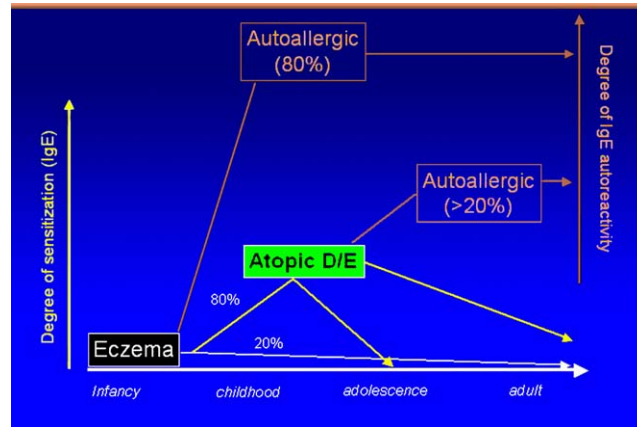 Autoallergic
(80%)
Degree of IgE autoreactivity
Degree of sensitization (IgE)
Autoallergic
(>20%)
Atopic D/E
80%
20%
Eczema
Infancy
childhood
adolescence
adult